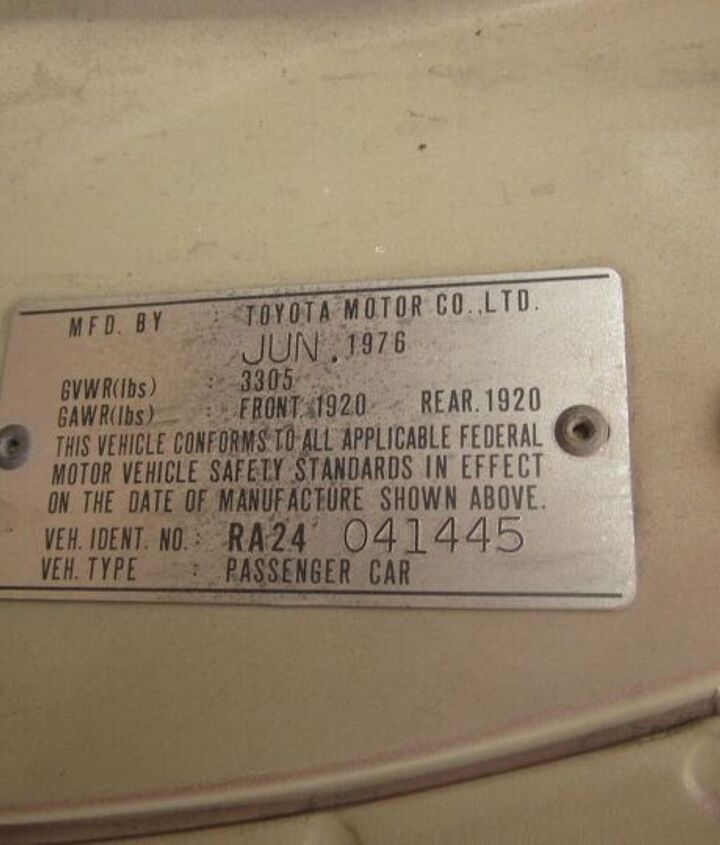 MFD. BY : TOYOTA MOTOR CO.,LTD.
JUN , 1976
GVWR(lbs) : 3305
GAWR(lbs) : FRONT. 1920 REAR. 1920
THIS VEHICLE CONFORMS TO ALL APPLICABLE FEDERAL
MOTOR VEHICLE SAFETY STANDARDS IN EFFECT
ON THE DATE OF MANUFACTURE SHOWN ABOVE.
VEH. IDENT. NO. : RA24 041445
VEH. TYPE : PASSENGER CAR